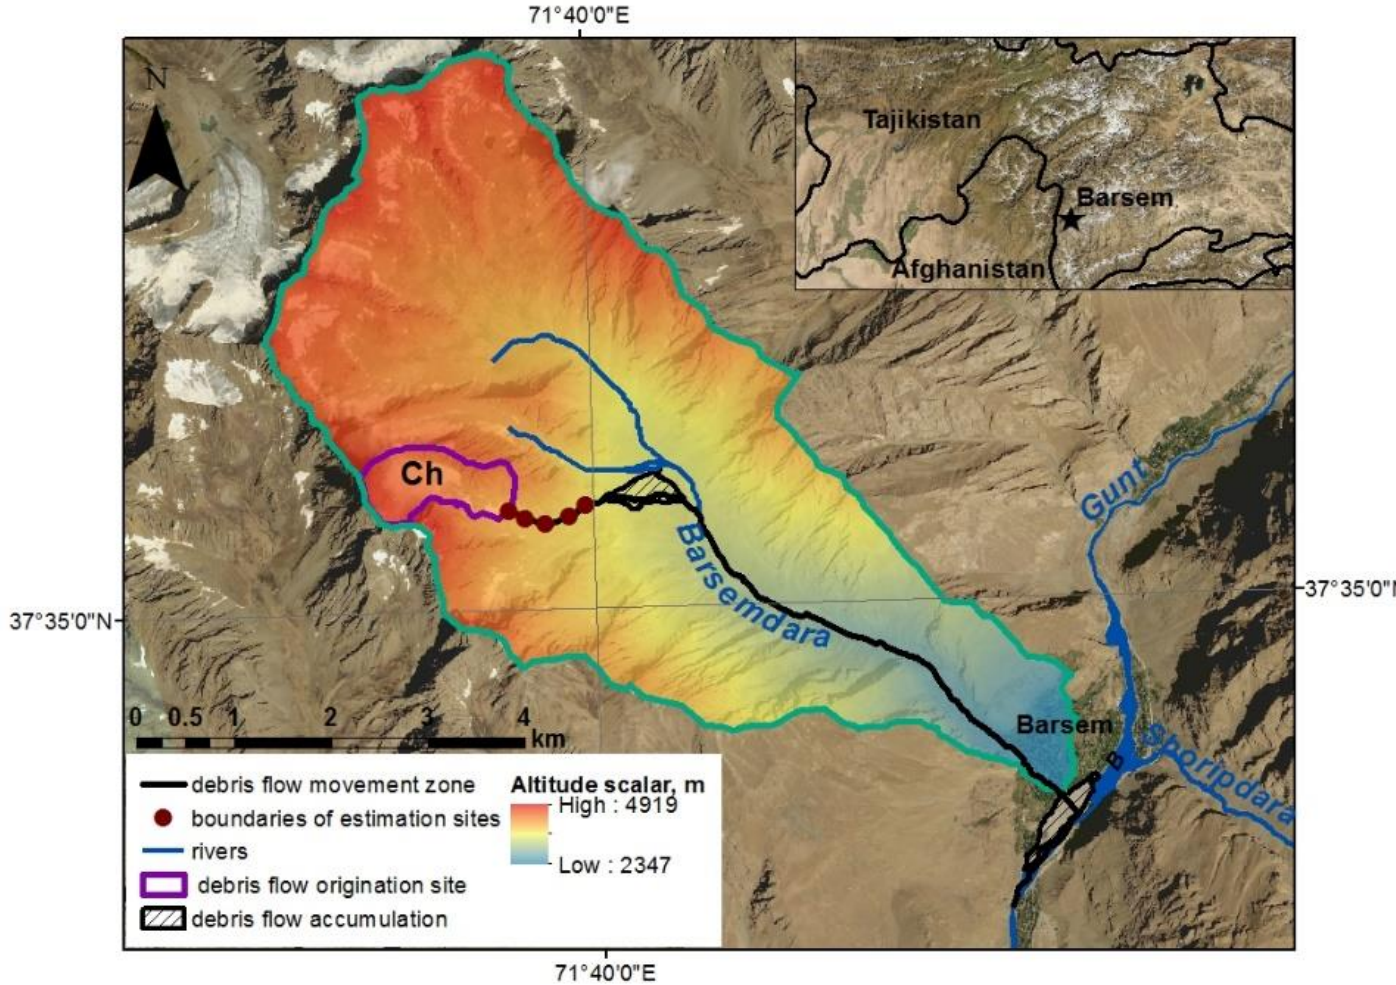 71°40'0"E
N
Tajikistan
Barsem
Afghanistan
Ch
Gunt
Barsemdara
37°35'0"N
37°35'0"N
Barsem
B
Shoripdara
0 0.5 1 2 3 4
km
debris flow movement zone
boundaries of estimation sites
rivers
debris flow origination site
debris flow accumulation
Altitude scalar, m
High : 4919
Low : 2347
71°40'0"E